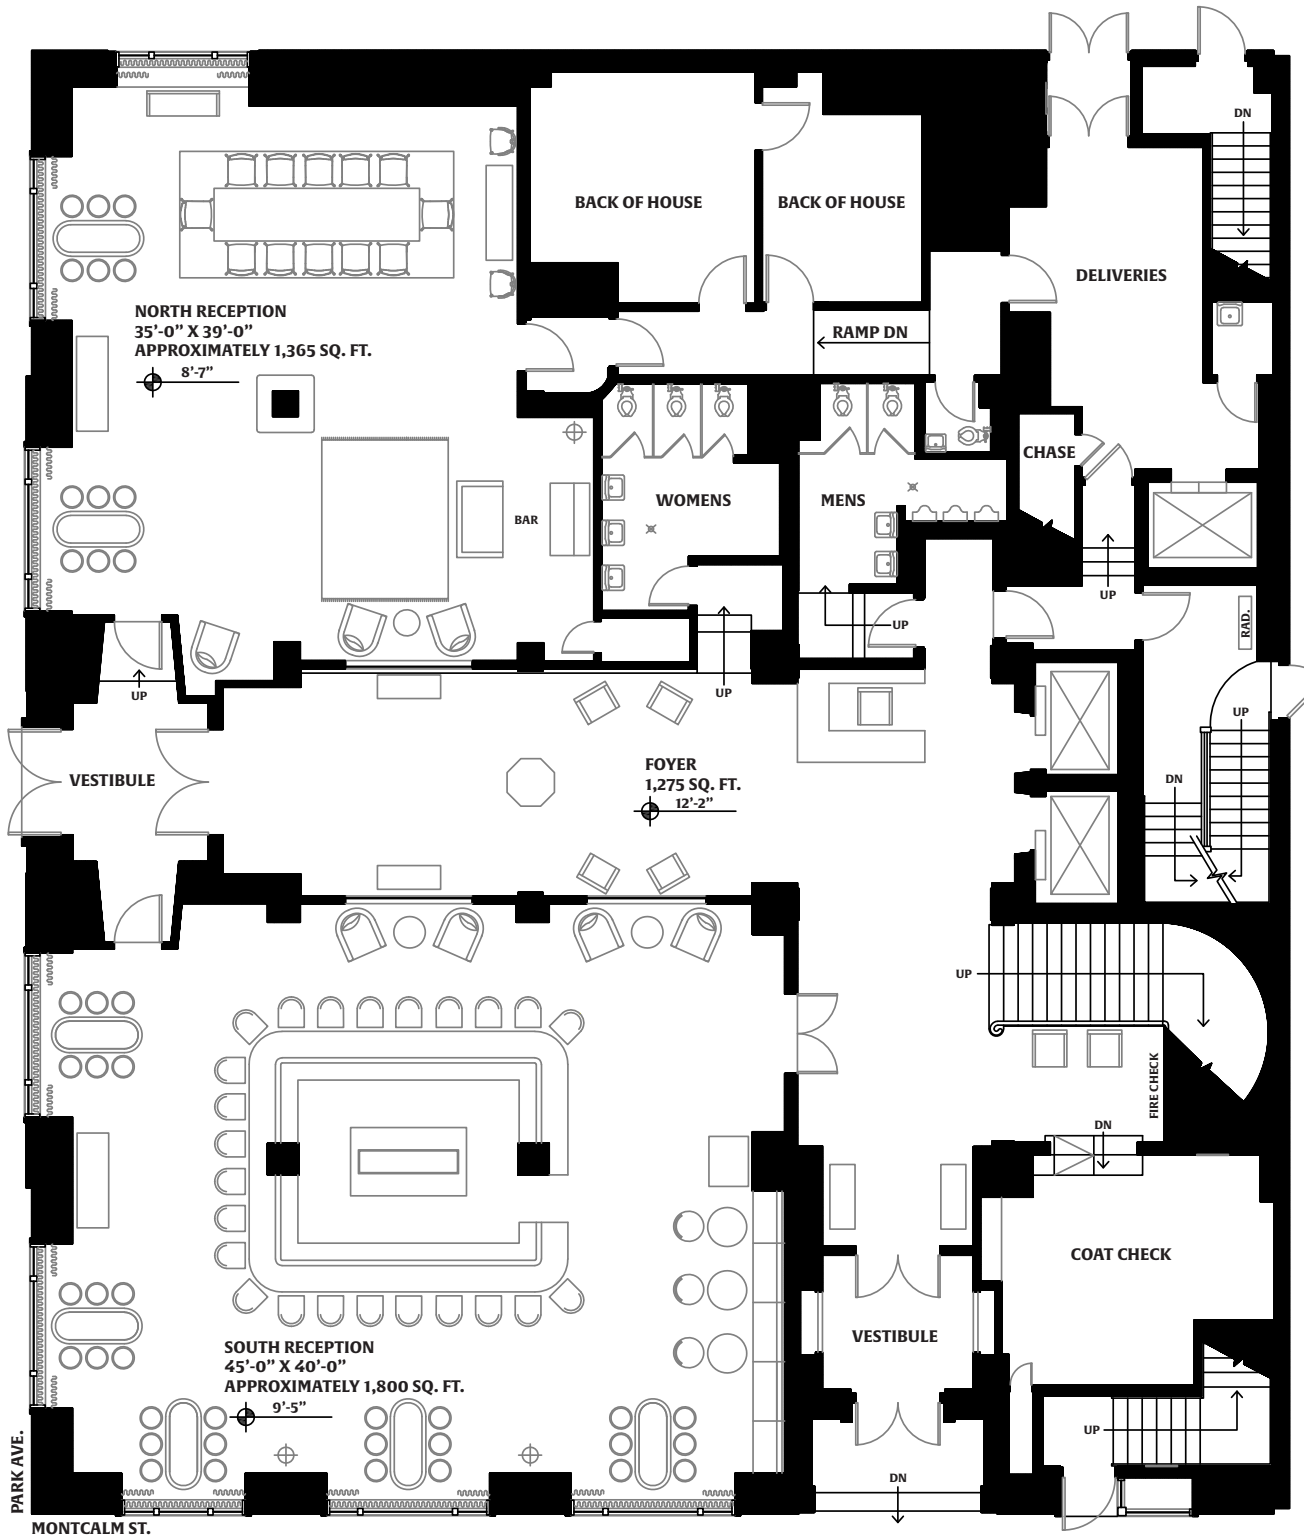 DN
BACK OF HOUSE
BACK OF HOUSE
DELIVERIES
NORTH RECEPTION
35'-0" X 39'-0"
APPROXIMATELY 1,365 SQ. FT.
8'-7"
RAMP DN
CHASE
WOMENS
MENS
BAR
UP
UP
RAD.
UP
UP
UP
VESTIBULE
FOYER
1,275 SQ. FT.
12'-2"
DN
UP
FIRE CHECK
DN
COAT CHECK
VESTIBULE
SOUTH RECEPTION
45'-0" X 40'-0"
APPROXIMATELY 1,800 SQ. FT.
9'-5"
UP
DN
PARK AVE.
MONTCALM ST.